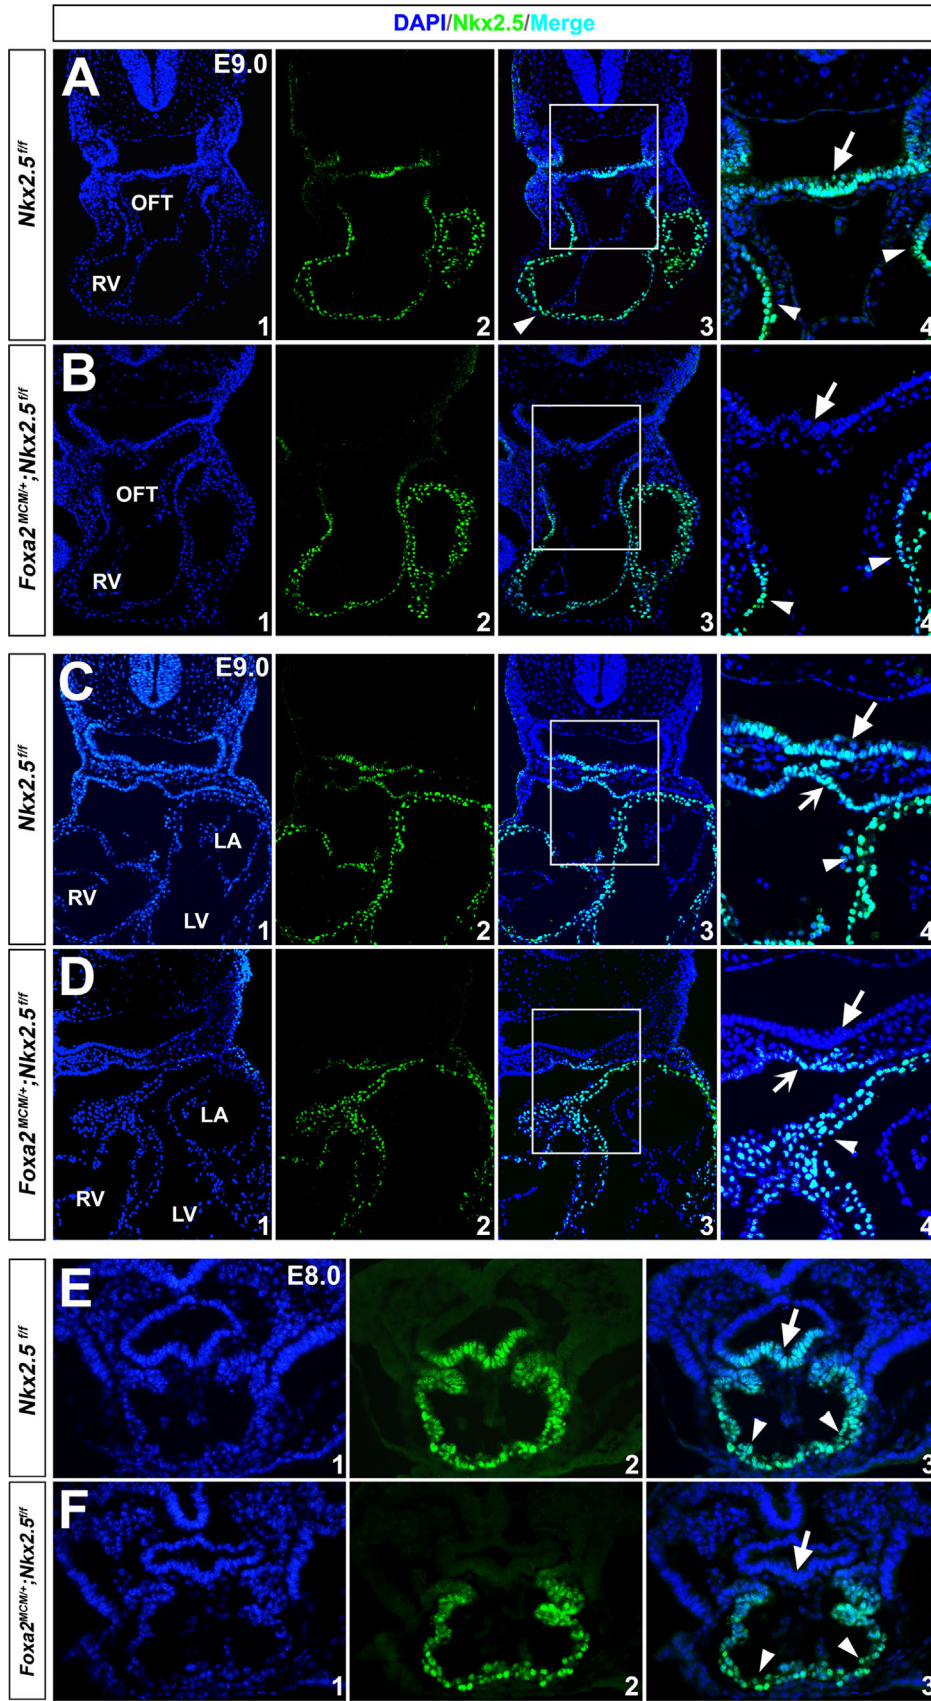 DAPI/Nkx2.5/Merge
Nkx2.5f/f
A
E9.0
OFT
RV
1
2
3
4
Foxa2MCM/+;Nkx2.5f/f
B
OFT
RV
1
2
3
4
Nkx2.5f/f
C
E9.0
LA
RV
LV
1
2
3
4
Foxa2MCM/+;Nkx2.5f/f
D
LA
RV
LV
1
2
3
4
Nkx2.5f/f
E
E8.0
1
2
3
Foxa2MCM/+;Nkx2.5f/f
F
1
2
3